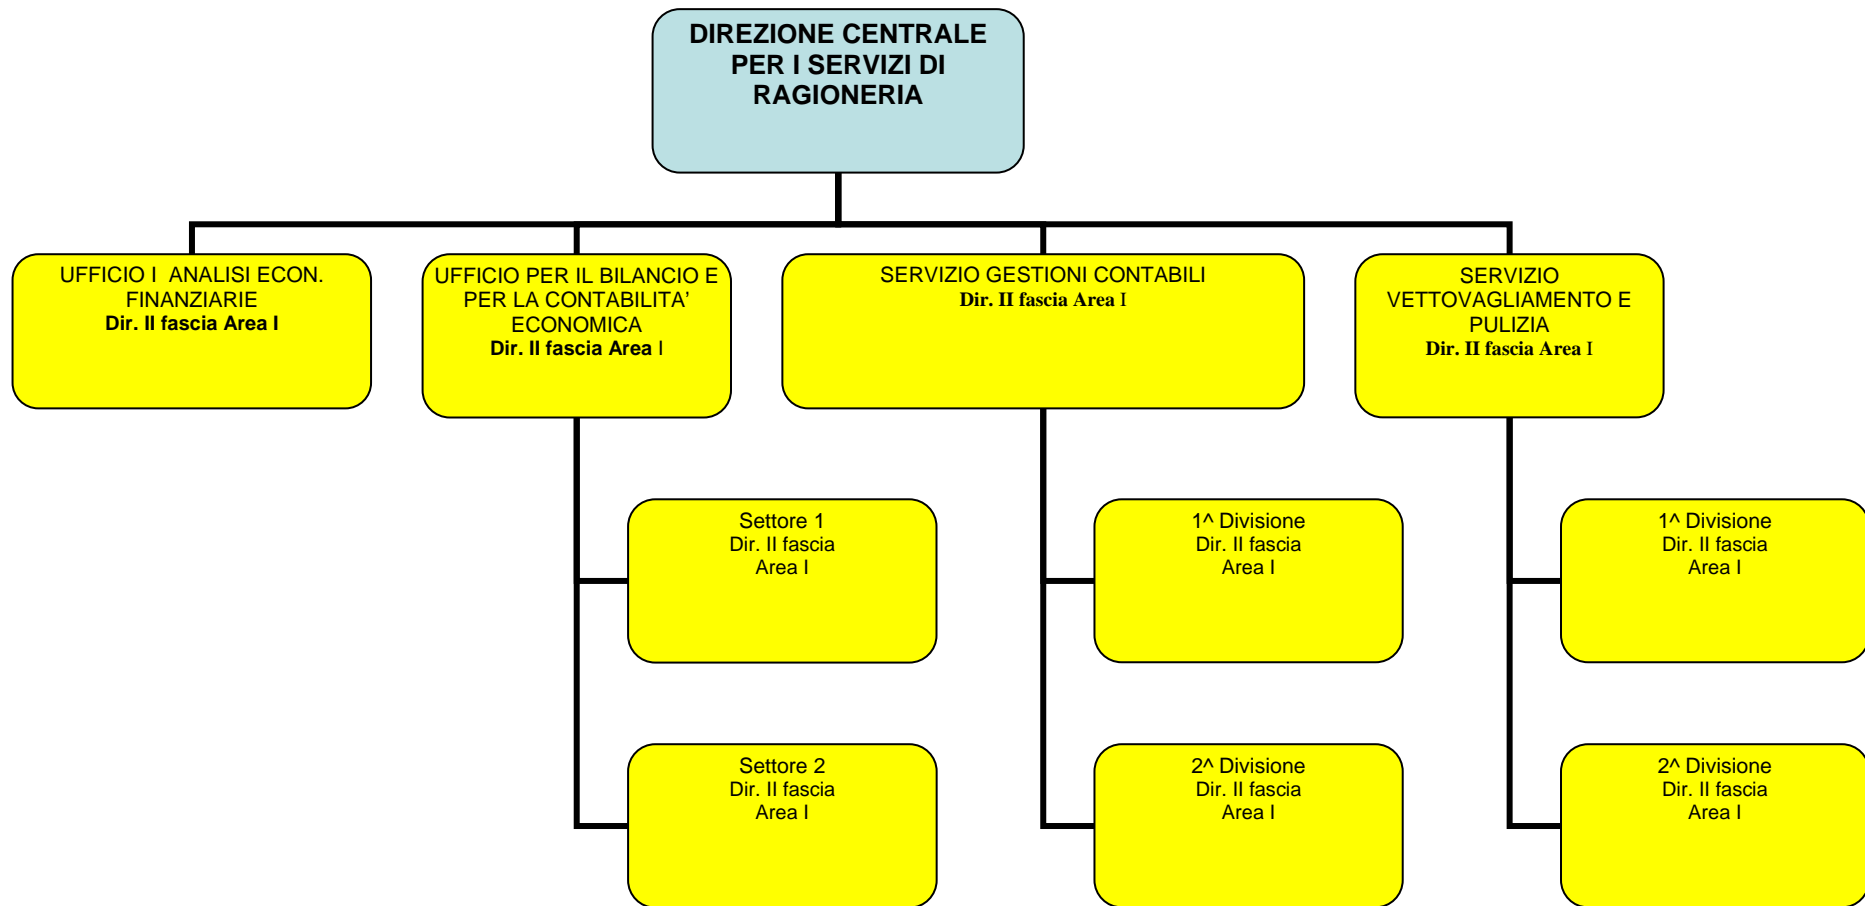 DIREZIONE CENTRALE
PER I SERVIZI DI
RAGIONERIA
UFFICIO I  ANALISI ECON.
FINANZIARIE
Dir. II fascia Area I
UFFICIO PER IL BILANCIO E
PER LA CONTABILITA’
ECONOMICA
Dir. II fascia Area I
SERVIZIO GESTIONI CONTABILI
Dir. II fascia Area I
SERVIZIO
VETTOVAGLIAMENTO E
PULIZIA
Dir. II fascia Area I
Settore 1
Dir. II fascia
Area I
1^ Divisione
Dir. II fascia
Area I
1^ Divisione
Dir. II fascia
Area I
Settore 2
Dir. II fascia
Area I
2^ Divisione
Dir. II fascia
Area I
2^ Divisione
Dir. II fascia
Area I